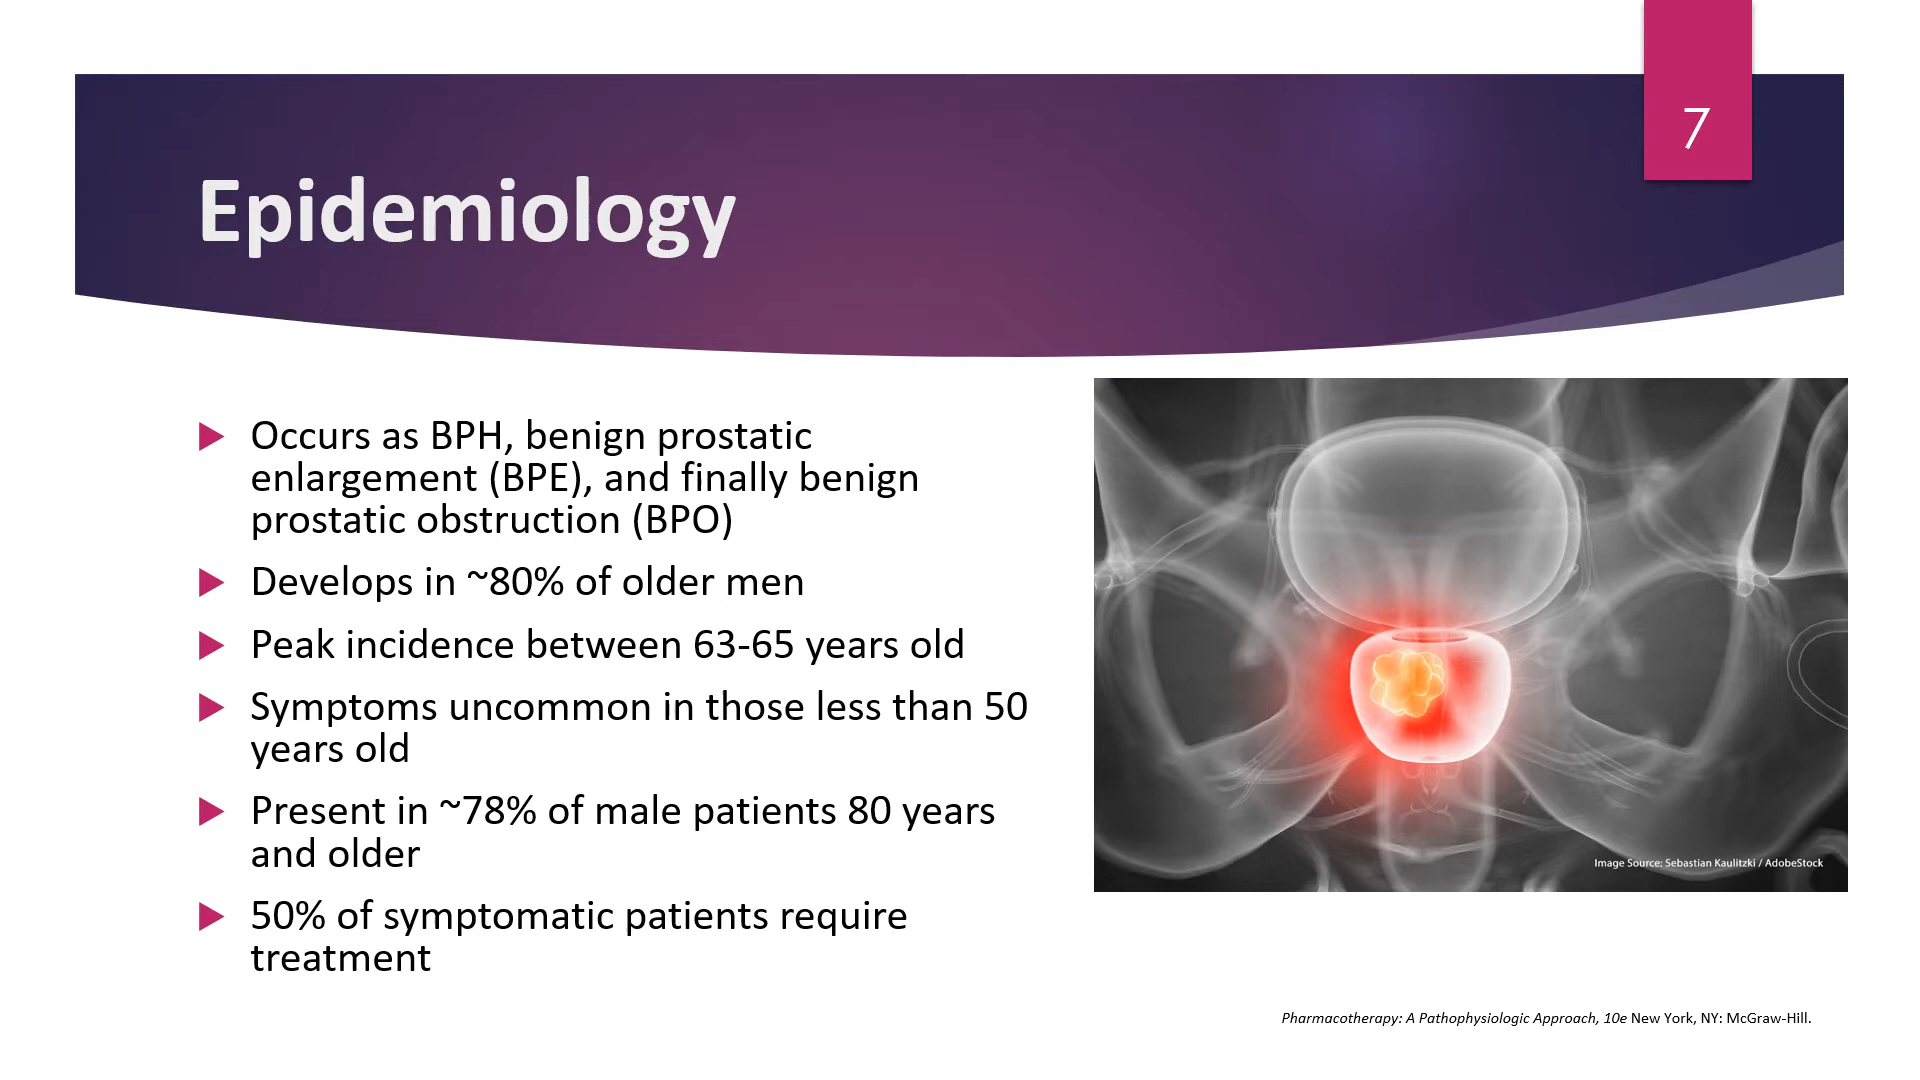 7
Epidemiology
Occurs as BPH, benign prostatic
enlargement (BPE), and finally benign
prostatic obstruction (BPO)
Develops in ~80% of older men
Peak incidence between 63-65 years old
Symptoms uncommon in those less than 50
years old
Present in ~78% of male patients 80 years
and older
50% of symptomatic patients require
treatment
Image Source: Sebastian Kaulitzki / AdobeStock
Pharmacotherapy: A Pathophysiologic Approach, 10e New York, NY: McGraw-Hill.